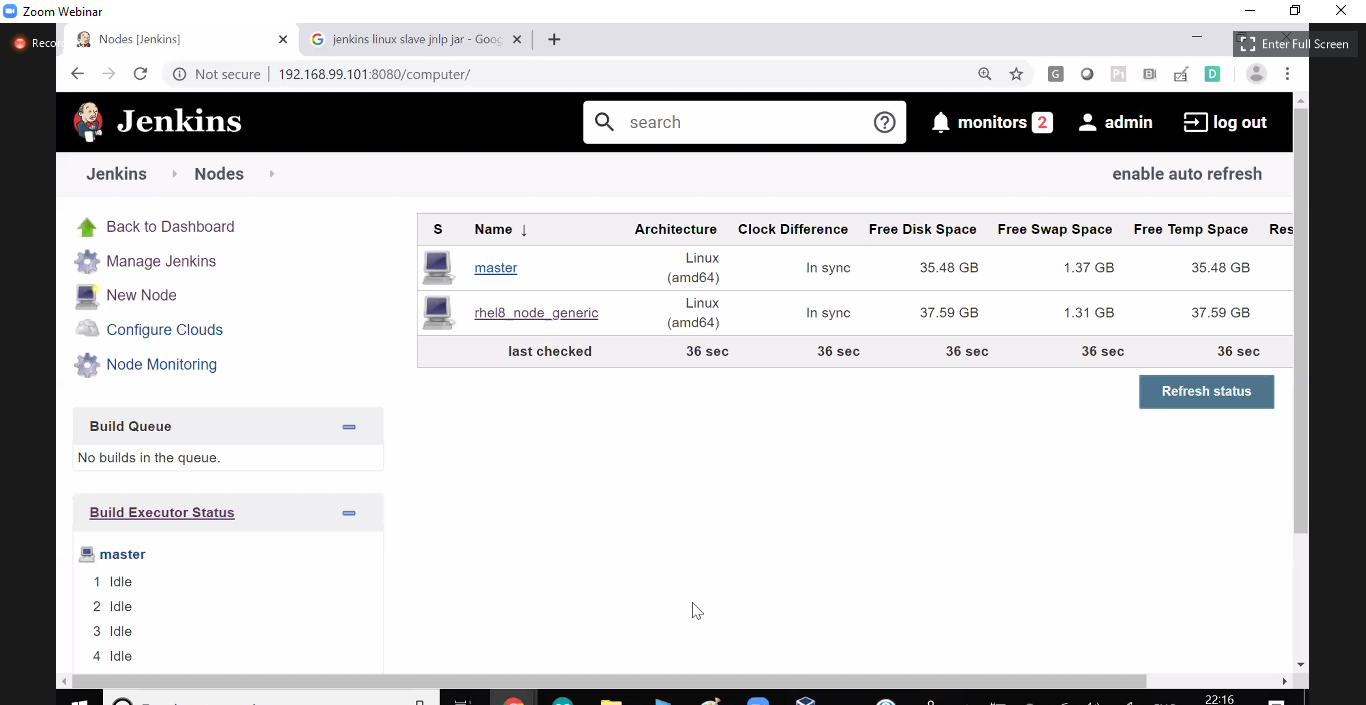 Zoom Webinar
Recor
Nodes [Jenkins]
jenkins linux slave jnlp jar - Goog
Enter Full Screen
Not secure
192.168.99.101:8080/computer/
Jenkins
search
monitors 2
admin
log out
Jenkins
Nodes
enable auto refresh
Back to Dashboard
Manage Jenkins
New Node
Configure Clouds
Node Monitoring
S Name ↓ Architecture Clock Difference Free Disk Space Free Swap Space Free Temp Space Res
master Linux (amd64) In sync 35.48 GB 1.37 GB 35.48 GB
rhel8_node_generic Linux (amd64) In sync 37.59 GB 1.31 GB 37.59 GB
last checked 36 sec 36 sec 36 sec 36 sec 36 sec
Refresh status
Build Queue
No builds in the queue.
Build Executor Status
master
1 Idle
2 Idle
3 Idle
4 Idle
22:16